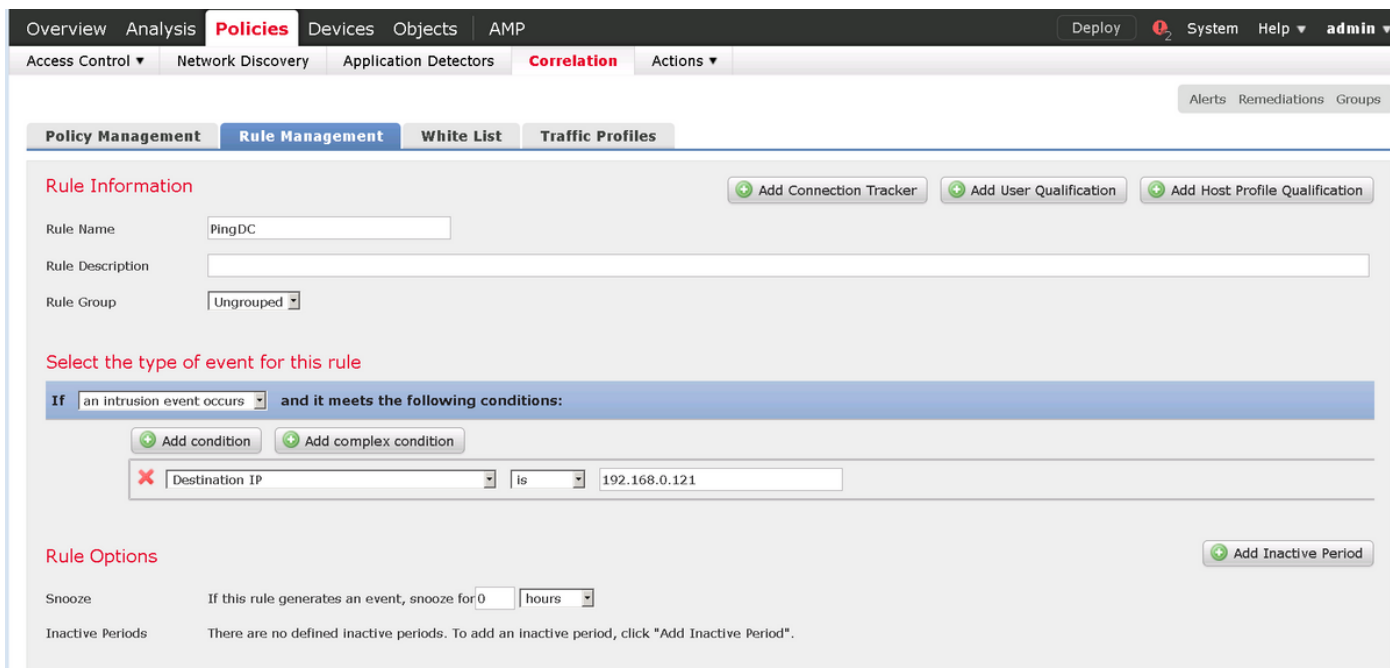 Overview Analysis Policies Devices Objects AMP Deploy 2 System Help admin
Access Control Network Discovery Application Detectors Correlation Actions
Alerts Remediations Groups
Policy Management Rule Management White List Traffic Profiles
Rule Information Add Connection Tracker Add User Qualification Add Host Profile Qualification
Rule Name PingDC
Rule Description
Rule Group Ungrouped
Select the type of event for this rule
If an intrusion event occurs and it meets the following conditions:
Add condition Add complex condition
Destination IP is 192.168.0.121
Rule Options Add Inactive Period
Snooze If this rule generates an event, snooze for 0 hours
Inactive Periods There are no defined inactive periods. To add an inactive period, click "Add Inactive Period".